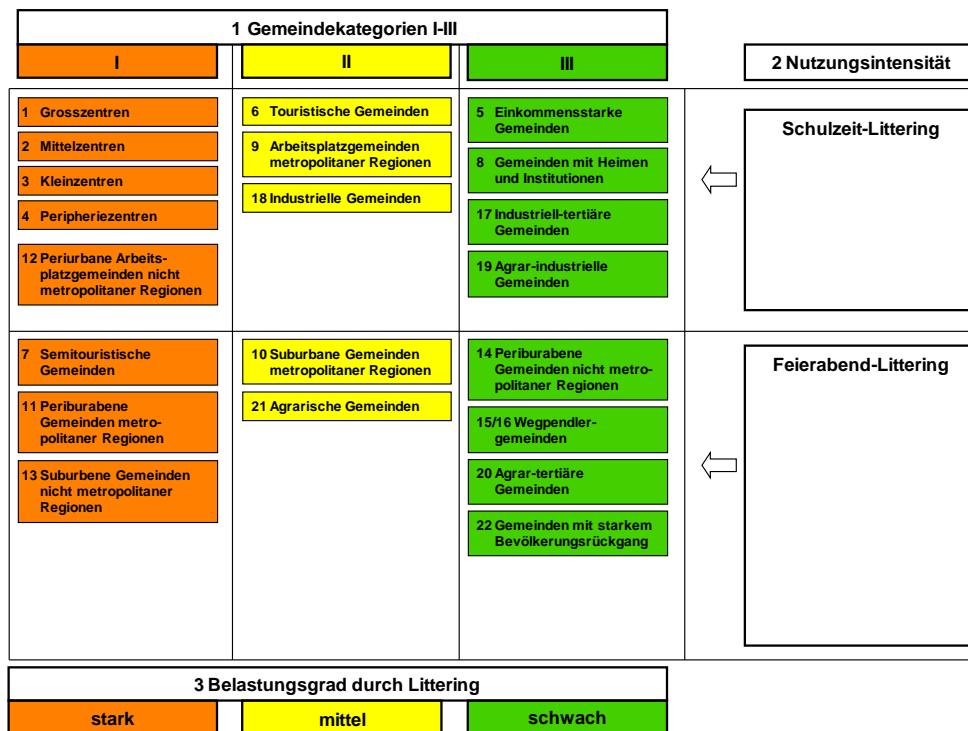 1 Gemeindekategorien I-III
I
II
III
2 Nutzungsintensität
1 Grosszentren
2 Mittelzentren
3 Kleinzentren
4 Peripheriezentren
12 Periurbane Arbeits-
platzgemeinden nicht
metropolitaner Regionen
6 Touristische Gemeinden
9 Arbeitsplatzgemeinden
metropolitaner Regionen
18 Industrielle Gemeinden
5 Einkommensstarke
Gemeinden
8 Gemeinden mit Heimen
und Institutionen
17 Industriell-tertiäre
Gemeinden
19 Agrar-industrielle
Gemeinden
Schulzeit-Littering
7 Semitouristische
Gemeinden
11 Periburabene
Gemeinden metro-
politaner Regionen
13 Suburbene Gemeinden
nicht metropolitaner
Regionen
10 Suburbane Gemeinden
metropolitaner Regionen
21 Agrarische Gemeinden
14 Periburabene
Gemeinden nicht metro-
politaner Regionen
15/16 Wegpendler-
gemeinden
20 Agrar-tertiäre
Gemeinden
22 Gemeinden mit starkem
Bevölkerungsrückgang
Feierabend-Littering
3 Belastungsgrad durch Littering
stark
mittel
schwach